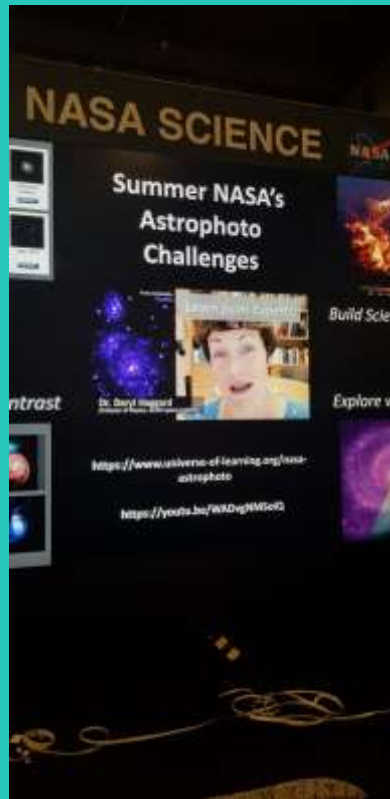 NASA SCIENCE
NASA
Summer NASA's
Astrophoto
Challenges
Learn from Experts
Build Scie
Dr. Daryl Haggard
ntrast
Explore w
https://www.universe-of-learning.org/nasa-
astrophoto